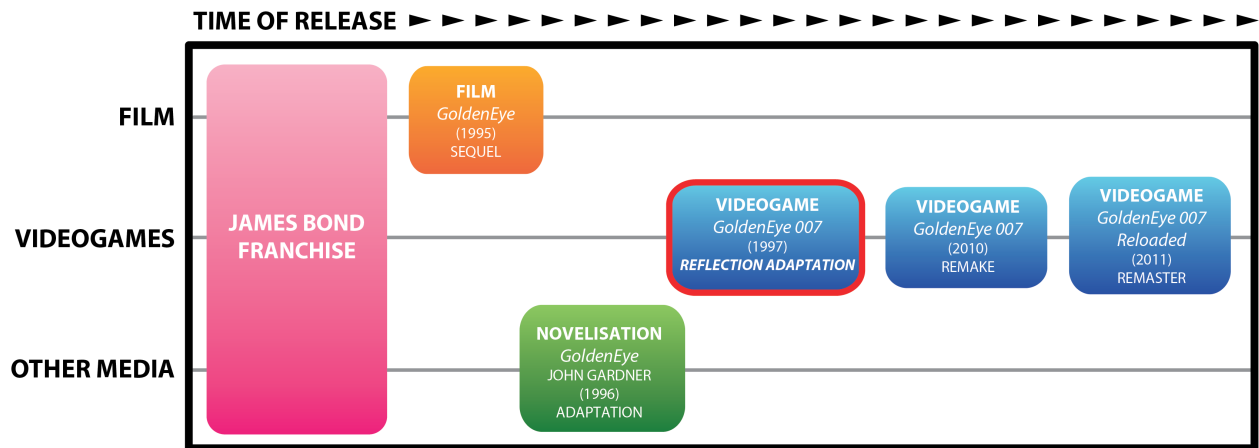 TIME OF RELEASE
FILM
VIDEOGAMES
OTHER MEDIA
JAMES BOND
FRANCHISE
FILM
GoldenEye
(1995)
SEQUEL
NOVELISATION
GoldenEye
JOHN GARDNER
(1996)
ADAPTATION
VIDEOGAME
GoldenEye 007
(1997)
REFLECTION ADAPTATION
VIDEOGAME
GoldenEye 007
(2010)
REMAKE
VIDEOGAME
GoldenEye 007
Reloaded
(2011)
REMASTER